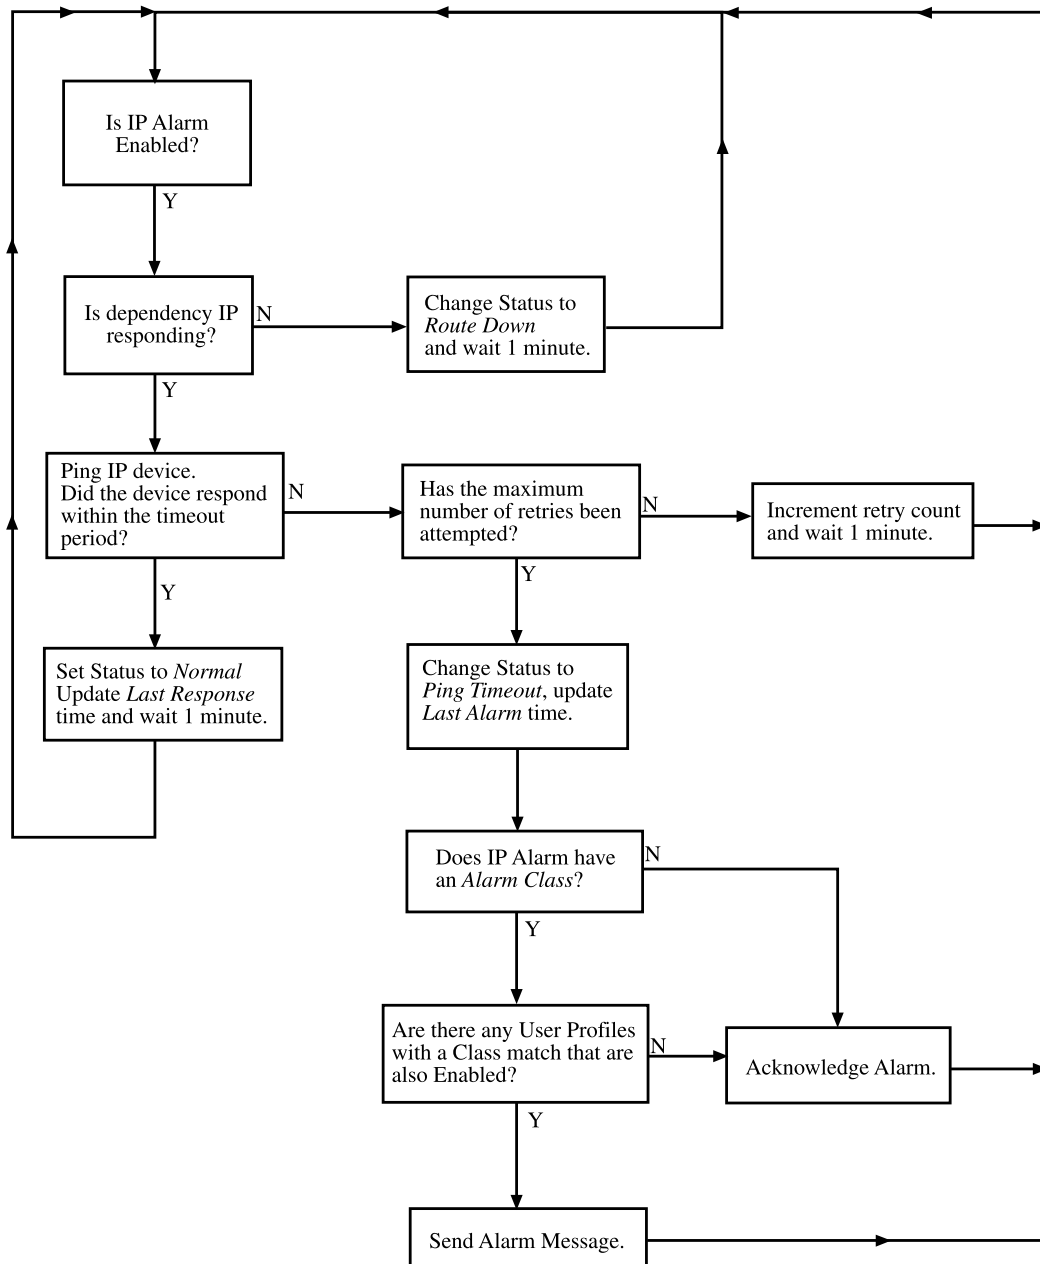 Is IP Alarm
Enabled?
Y
Is dependency IP
responding?
N
Change Status to
Route Down
and wait 1 minute.
Y
Ping IP device.
Did the device respond
within the timeout
period?
N
Has the maximum
number of retries been
attempted?
N
Increment retry count
and wait 1 minute.
Y
Y
Set Status to Normal
Update Last Response
time and wait 1 minute.
Change Status to
Ping Timeout, update
Last Alarm time.
Does IP Alarm have
an Alarm Class?
N
Y
Are there any User Profiles
with a Class match that are
also Enabled?
N
Acknowledge Alarm.
Y
Send Alarm Message.